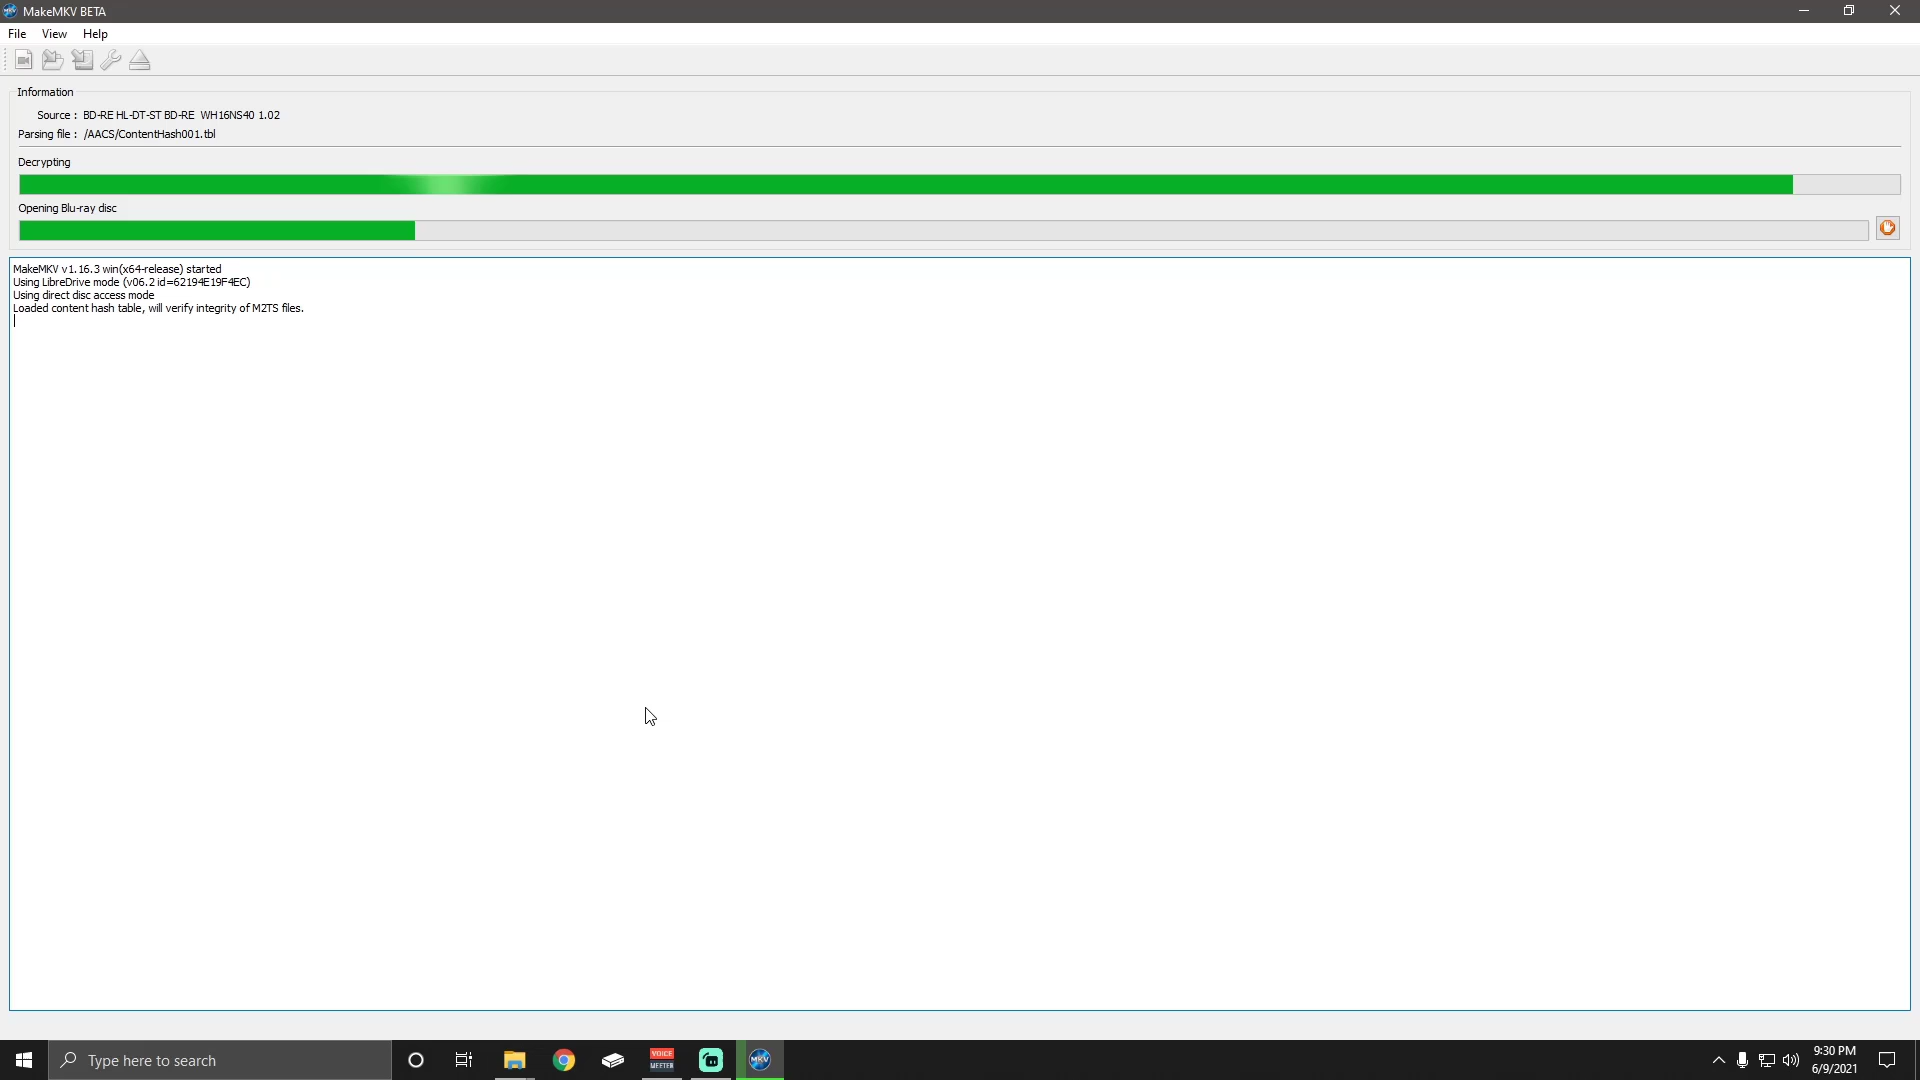 MakeMKV BETA
File View Help
Information
Source : BD-RE HL-DT-ST BD-RE WH16NS40 1.02
Parsing file : /AACS/ContentHash001.tbl
Decrypting
Opening Blu-ray disc
MakeMKV v1.16.3 win(x64-release) started
Using LibreDrive mode (v06.2 id=62194E19F4EC)
Using direct disc access mode
Loaded content hash table, will verify integrity of M2TS files.
Type here to search
VOICE
MEETER
MKV
9:30 PM
6/9/2021